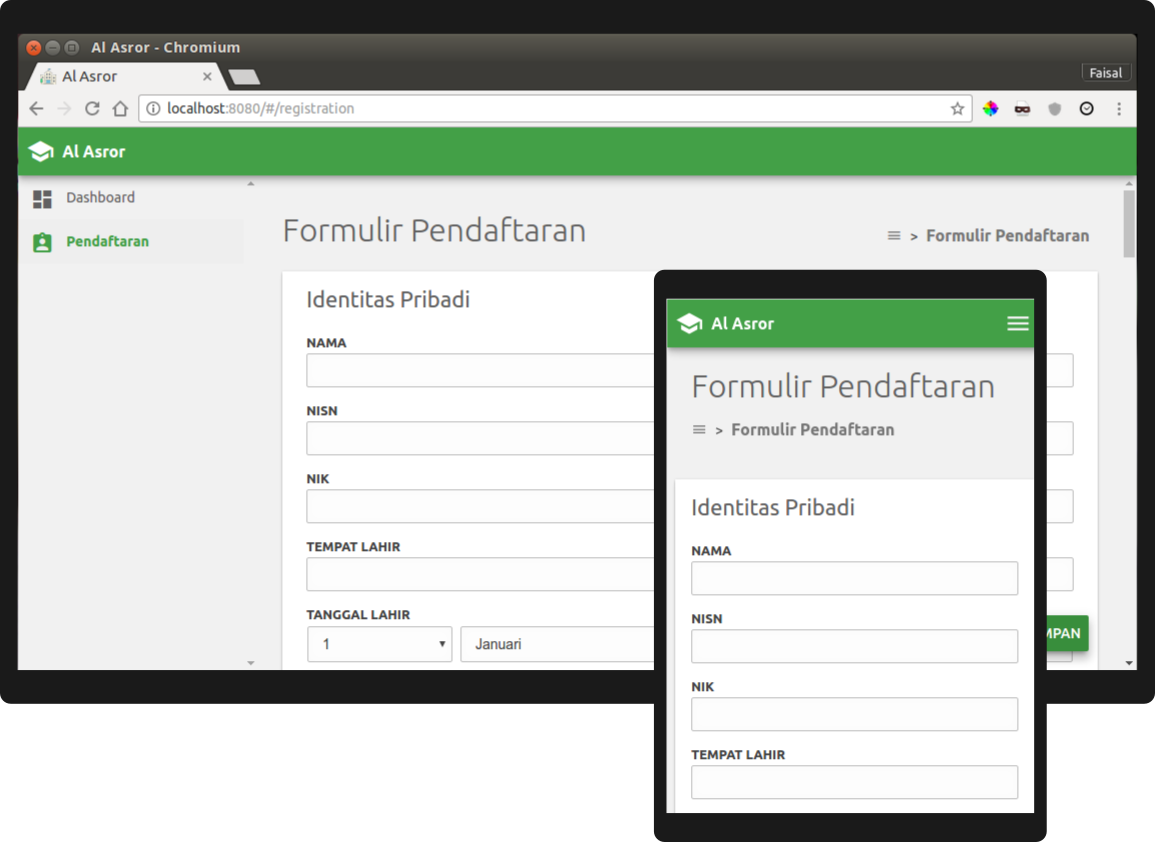 Al Asror - Chromium
Al Asror
Faisal
localhost:8080/#/registration
Al Asror
Dashboard
Pendaftaran
Formulir Pendaftaran
> Formulir Pendaftaran
Identitas Pribadi
NAMA
NISN
NIK
TEMPAT LAHIR
TANGGAL LAHIR
1
Januari
MPAN
Al Asror
Formulir Pendaftaran
> Formulir Pendaftaran
Identitas Pribadi
NAMA
NISN
NIK
TEMPAT LAHIR